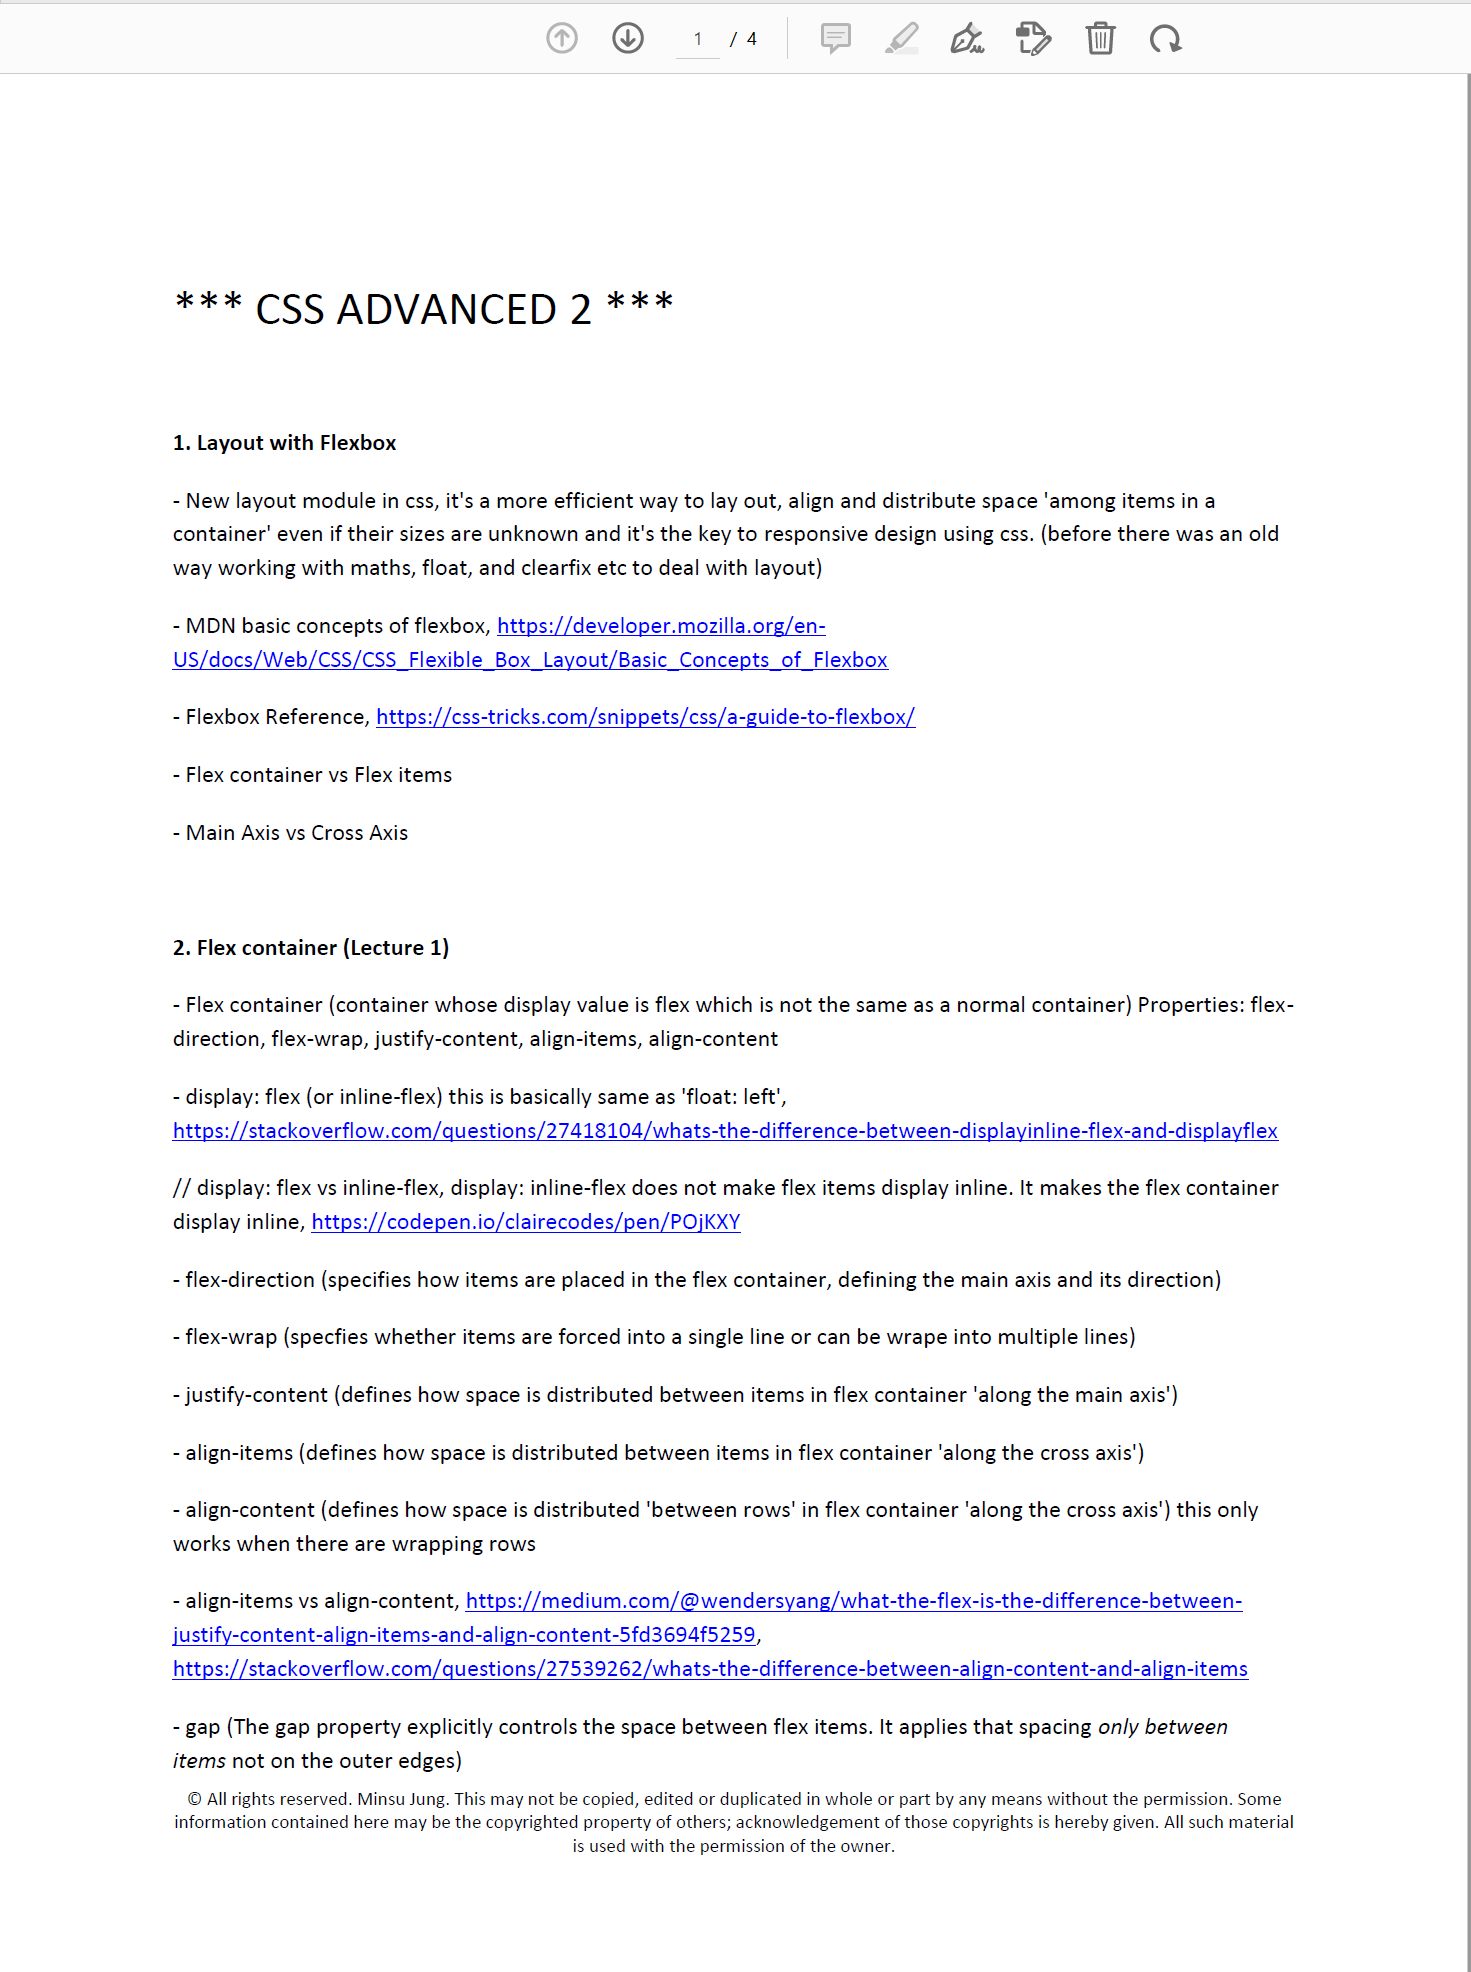 1 / 4
*** CSS ADVANCED 2 ***
1. Layout with Flexbox
- New layout module in css, it's a more efficient way to lay out, align and distribute space 'among items in a
container' even if their sizes are unknown and it's the key to responsive design using css. (before there was an old
way working with maths, float, and clearfix etc to deal with layout)
- MDN basic concepts of flexbox, https://developer.mozilla.org/en-
US/docs/Web/CSS/CSS_Flexible_Box_Layout/Basic_Concepts_of_Flexbox
- Flexbox Reference, https://css-tricks.com/snippets/css/a-guide-to-flexbox/
- Flex container vs Flex items
- Main Axis vs Cross Axis
2. Flex container (Lecture 1)
- Flex container (container whose display value is flex which is not the same as a normal container) Properties: flex-
direction, flex-wrap, justify-content, align-items, align-content
- display: flex (or inline-flex) this is basically same as 'float: left',
https://stackoverflow.com/questions/27418104/whats-the-difference-between-displayinline-flex-and-displayflex
// display: flex vs inline-flex, display: inline-flex does not make flex items display inline. It makes the flex container
display inline, https://codepen.io/clairecodes/pen/POjKXY
- flex-direction (specifies how items are placed in the flex container, defining the main axis and its direction)
- flex-wrap (specfies whether items are forced into a single line or can be wrape into multiple lines)
- justify-content (defines how space is distributed between items in flex container 'along the main axis')
- align-items (defines how space is distributed between items in flex container 'along the cross axis')
- align-content (defines how space is distributed 'between rows' in flex container 'along the cross axis') this only
works when there are wrapping rows
- align-items vs align-content, https://medium.com/@wendersyang/what-the-flex-is-the-difference-between-
justify-content-align-items-and-align-content-5fd3694f5259,
https://stackoverflow.com/questions/27539262/whats-the-difference-between-align-content-and-align-items
- gap (The gap property explicitly controls the space between flex items. It applies that spacing only between
items not on the outer edges)
© All rights reserved. Minsu Jung. This may not be copied, edited or duplicated in whole or part by any means without the permission. Some
information contained here may be the copyrighted property of others; acknowledgement of those copyrights is hereby given. All such material
is used with the permission of the owner.